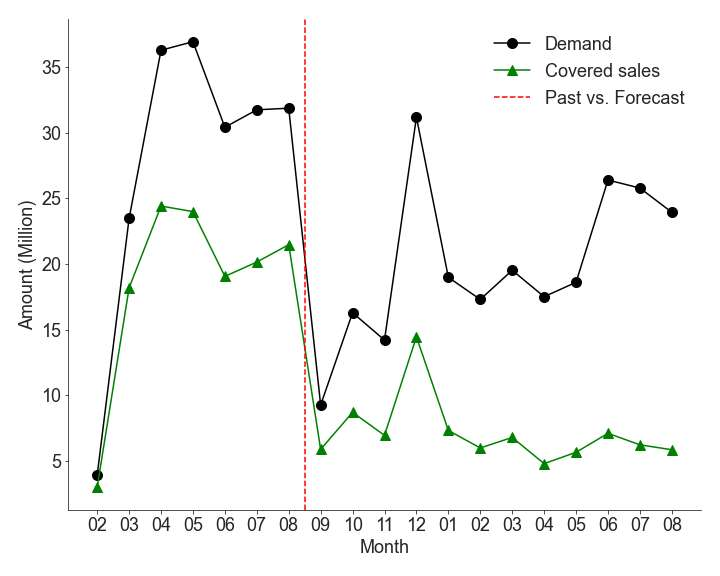 Demand
Covered sales
Past vs. Forecast
Amount (Million)
35
30
25
20
15
10
5
02 03 04 05 06 07 08 09 10 11 12 01 02 03 04 05 06 07 08
Month